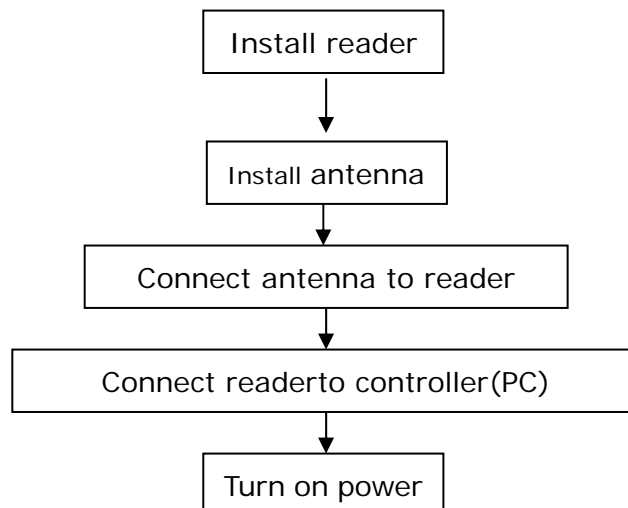 Install reader
Install antenna
Connect antenna to reader
Connect readerto controller(PC)
Turn on power